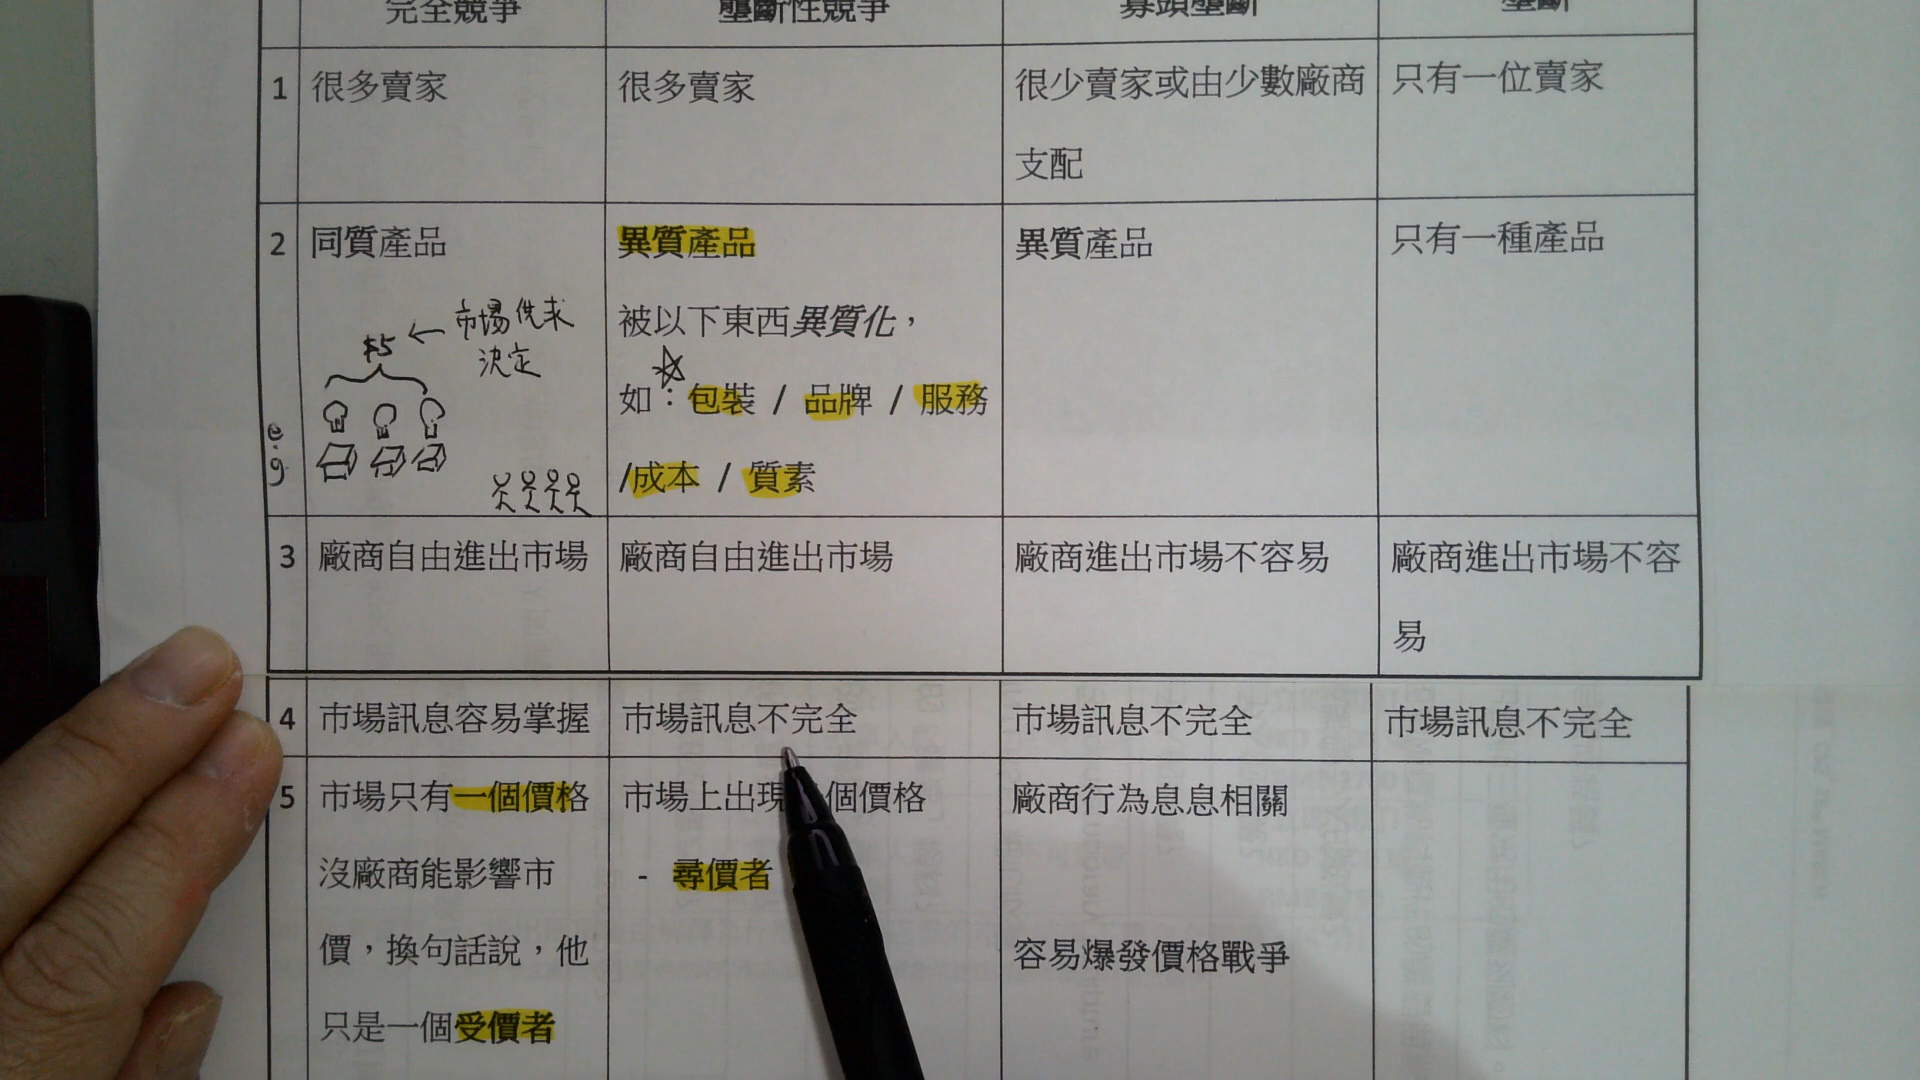 完全競爭 壟斷性競爭 寡頭壟斷 壟斷
1 很多賣家 很多賣家 很少賣家或由少數廠商 只有一位賣家
支配
2 同質產品 異質產品 異質產品 只有一種產品
市場供求
決定
$5
被以下東西異質化，
如：包裝 / 品牌 / 服務
/成本 / 質素
e.g
3 廠商自由進出市場 廠商自由進出市場 廠商進出市場不容易 廠商進出市場不容
易
4 市場訊息容易掌握 市場訊息不完全 市場訊息不完全 市場訊息不完全
5 市場只有一個價格 市場上出現 個價格 廠商行為息息相關
沒廠商能影響市 - 尋價者
價，換句話說，他 容易爆發價格戰爭
只是一個受價者